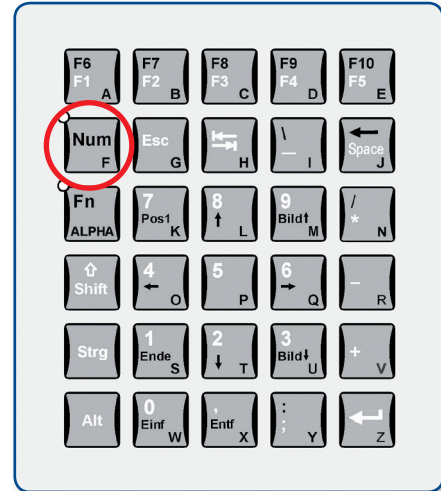 F6 F7 F8 F9 F10
F1 F2 F3 F4 F5
A B C D E
Num Esc \ Space
F G H _ I J
Fn 7 8 9 /
ALPHA Pos1 K L Bild M * N
Shift 4 5 6 –
O P Q R
Strg 1 2 3 +
Ende S T Bild U V
Alt 0 , :
Einf W Entf X ; Y Z